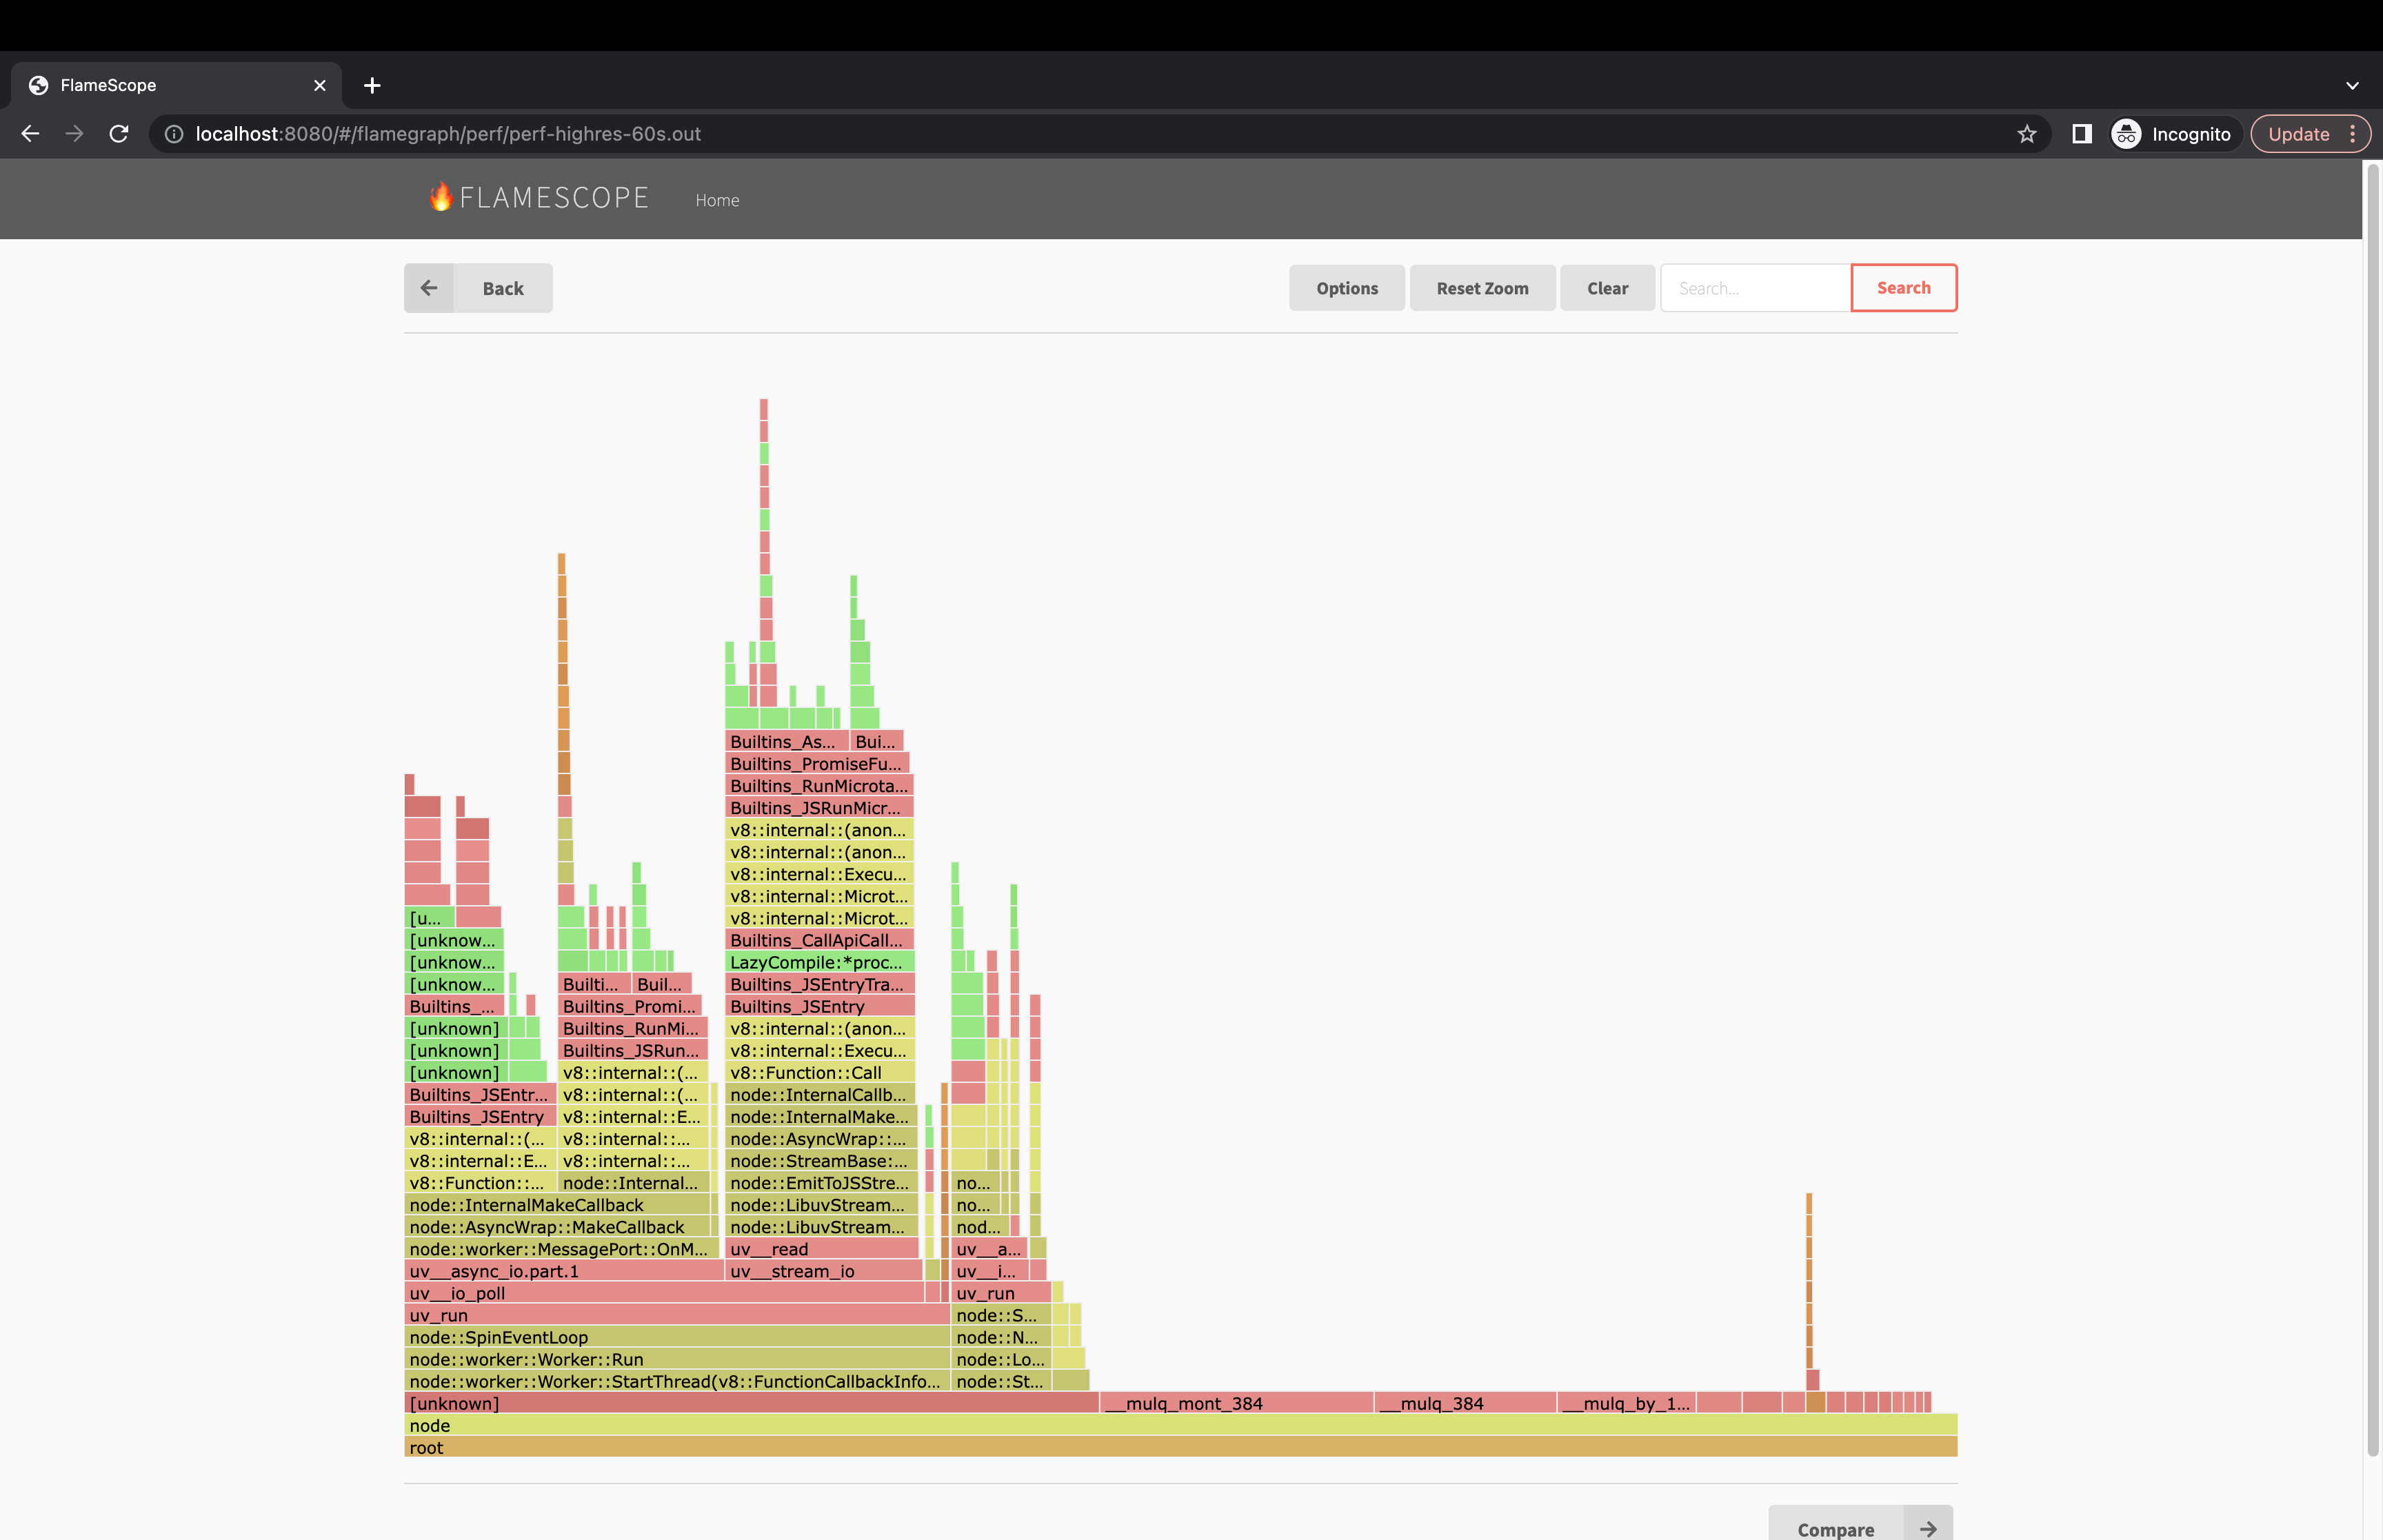 FlameScope
localhost:8080/#/flamegraph/perf/perf-highres-60s.out
Incognito
Update
FLAMESCOPE
Home
Back
Options
Reset Zoom
Clear
Search...
Search
Builtins_As... Bui...
Builtins_PromiseFu...
Builtins_RunMicrota...
Builtins_JSRunMicr...
v8::internal::(anon...
v8::internal::(anon...
v8::internal::Execu...
v8::internal::Microt...
[u... v8::internal::Microt...
[unknow... Builtins_CallApiCall...
[unknow... LazyCompile:*proc...
[unknow... Builti... Buil... Builtins_JSEntryTra...
Builtins_... Builtins_Promi... Builtins_JSEntry
[unknown] Builtins_RunMi... v8::internal::(anon...
[unknown] Builtins_JSRun... v8::internal::Execu...
[unknown] v8::internal::(... v8::Function::Call
Builtins_JSEntr... v8::internal::(... node::InternalCallb...
Builtins_JSEntry v8::internal::E... node::InternalMake...
v8::internal::(... v8::internal::... node::AsyncWrap::...
v8::internal::E... v8::internal::... node::StreamBase:...
v8::Function::... node::Internal... node::EmitToJSStre... no...
node::InternalMakeCallback node::LibuvStream... no...
node::AsyncWrap::MakeCallback node::LibuvStream... nod...
node::worker::MessagePort::OnM... uv__read uv__a...
uv__async_io.part.1 uv__stream_io uv__i...
uv__io_poll uv_run
uv_run node::S...
node::SpinEventLoop node::N...
node::worker::Worker::Run node::Lo...
node::worker::Worker::StartThread(v8::FunctionCallbackInfo... node::St...
[unknown] __mulq_mont_384 __mulq_384 __mulq_by_1...
node
root
Compare